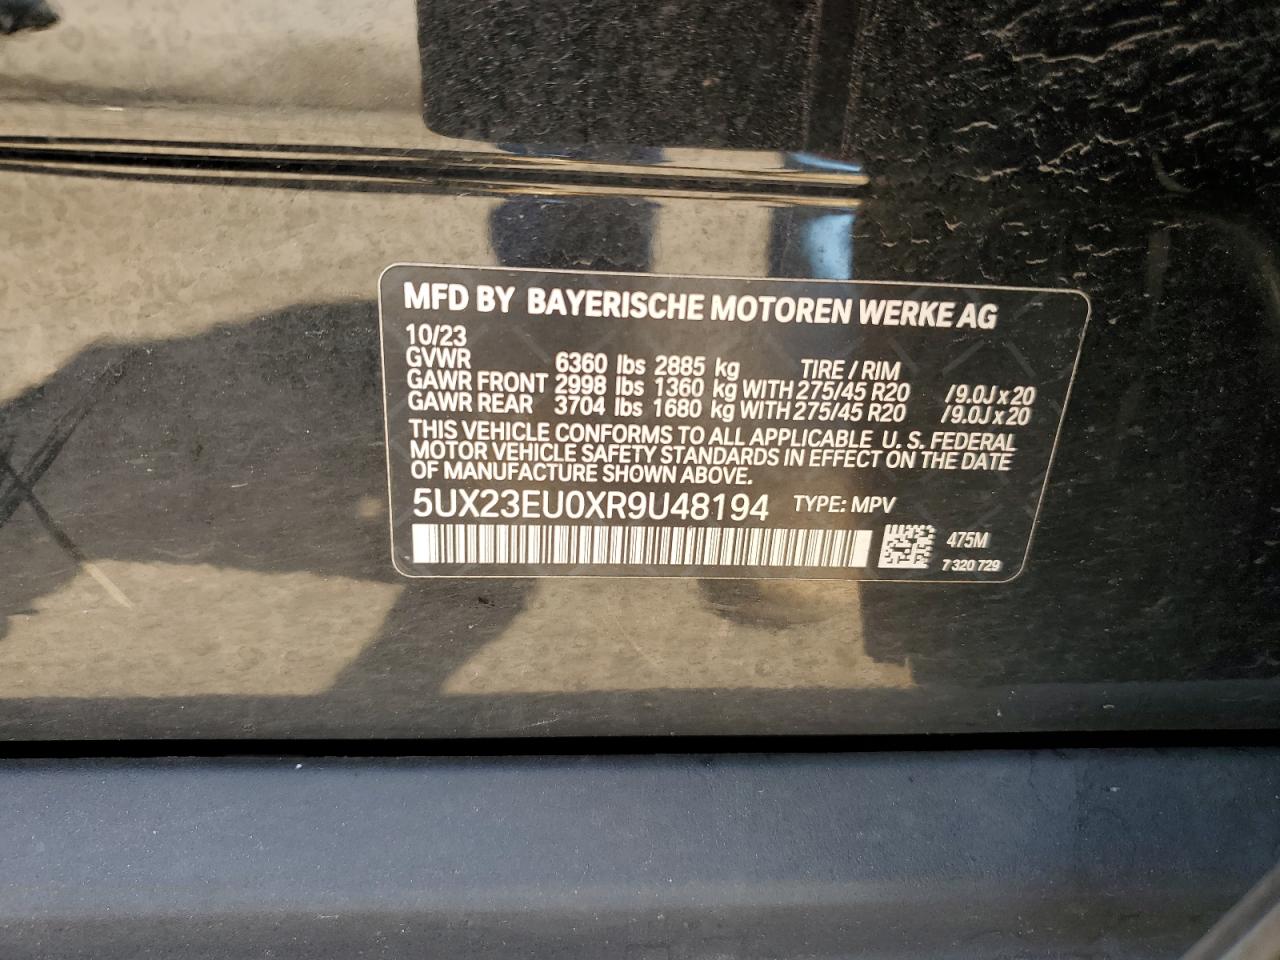 MFD BY BAYERISCHE MOTOREN WERKE AG
10/23
GVWR 6360 lbs 2885 kg TIRE / RIM
GAWR FRONT 2998 lbs 1360 kg WITH 275/45 R20 /9.0J x 20
GAWR REAR 3704 lbs 1680 kg WITH 275/45 R20 /9.0J x 20
THIS VEHICLE CONFORMS TO ALL APPLICABLE U. S. FEDERAL
MOTOR VEHICLE SAFETY STANDARDS IN EFFECT ON THE DATE
OF MANUFACTURE SHOWN ABOVE.
5UX23EU0XR9U48194 TYPE: MPV
475M
7 320 729